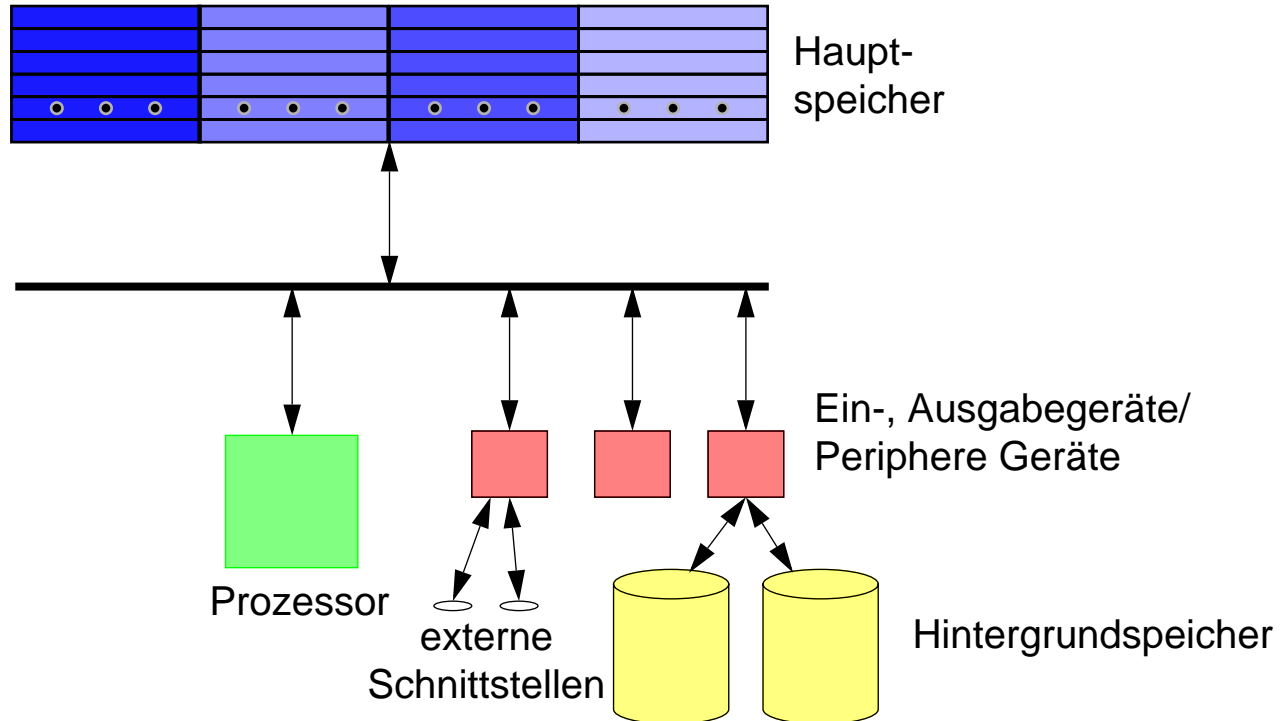 Haupt-
speicher
Ein-, Ausgabegeräte/
Periphere Geräte
Prozessor
externe
Schnittstellen
Hintergrundspeicher